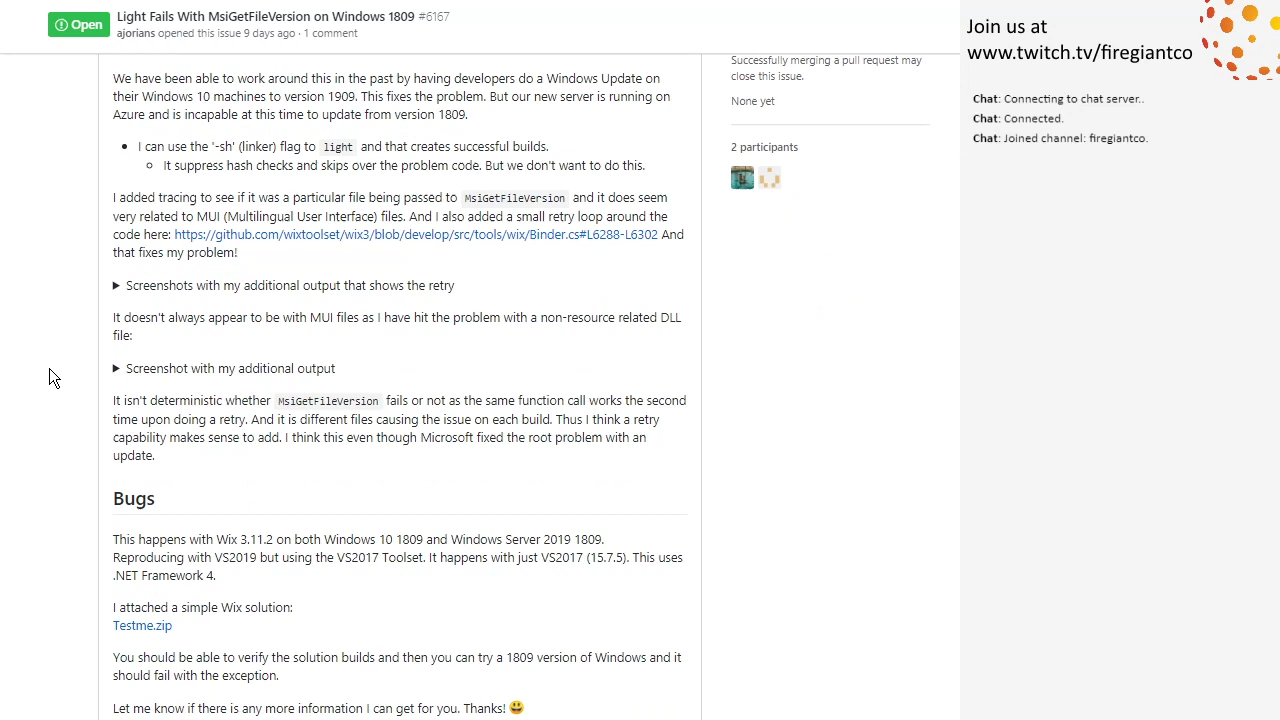 Open
Light Fails With MsiGetFileVersion on Windows 1809 #6167
ajorians opened this issue 9 days ago · 1 comment
We have been able to work around this in the past by having developers do a Windows Update on
their Windows 10 machines to version 1909. This fixes the problem. But our new server is running on
Azure and is incapable at this time to update from version 1809.
I can use the '-sh' (linker) flag to light and that creates successful builds.
It suppress hash checks and skips over the problem code. But we don't want to do this.
I added tracing to see if it was a particular file being passed to MsiGetFileVersion and it does seem
very related to MUI (Multilingual User Interface) files. And I also added a small retry loop around the
code here: https://github.com/wixtoolset/wix3/blob/develop/src/tools/wix/Binder.cs#L6288-L6302 And
that fixes my problem!
Screenshots with my additional output that shows the retry
It doesn't always appear to be with MUI files as I have hit the problem with a non-resource related DLL
file:
Screenshot with my additional output
It isn't deterministic whether MsiGetFileVersion fails or not as the same function call works the second
time upon doing a retry. And it is different files causing the issue on each build. Thus I think a retry
capability makes sense to add. I think this even though Microsoft fixed the root problem with an
update.
Bugs
This happens with Wix 3.11.2 on both Windows 10 1809 and Windows Server 2019 1809.
Reproducing with VS2019 but using the VS2017 Toolset. It happens with just VS2017 (15.7.5). This uses
.NET Framework 4.
I attached a simple Wix solution:
Testme.zip
You should be able to verify the solution builds and then you can try a 1809 version of Windows and it
should fail with the exception.
Let me know if there is any more information I can get for you. Thanks! 😃
Successfully merging a pull request may
close this issue.
None yet
2 participants
Join us at
www.twitch.tv/firegiantco
Chat: Connecting to chat server..
Chat: Connected.
Chat: Joined channel: firegiantco.